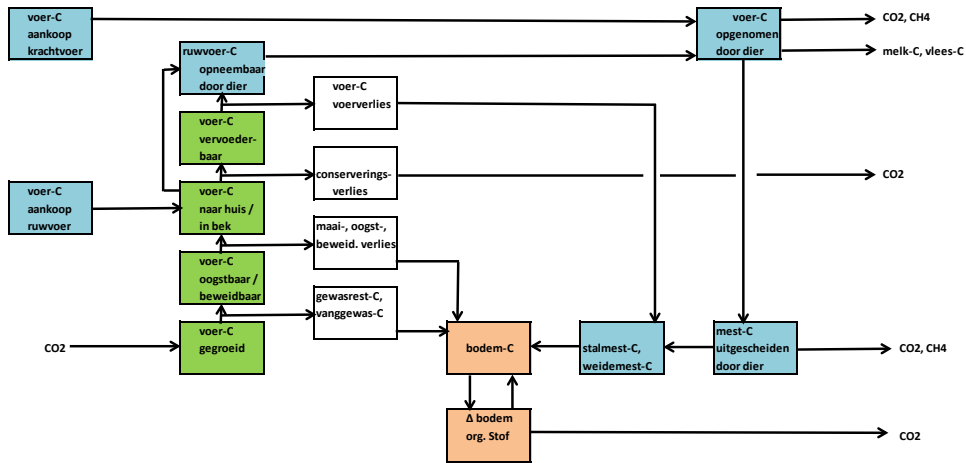 voer-C
aankoop
krachtvoer
voer-C
opgenomen
door dier
CO2, CH4
melk-C, vlees-C
ruwvoer-C
opneembaar
door dier
voer-C
voerverlies
voer-C
vervoeder-
baar
conserverings-
verlies
CO2
voer-C
aankoop
ruwvoer
voer-C
naar huis /
in bek
maai-, oogst-,
beweid. verlies
voer-C
oogstbaar /
beweidbaar
gewasrest-C,
vanggewas-C
CO2
voer-C
gegroeid
bodem-C
stalmest-C,
weidemest-C
mest-C
uitgescheiden
door dier
CO2, CH4
Δ bodem
org. Stof
CO2